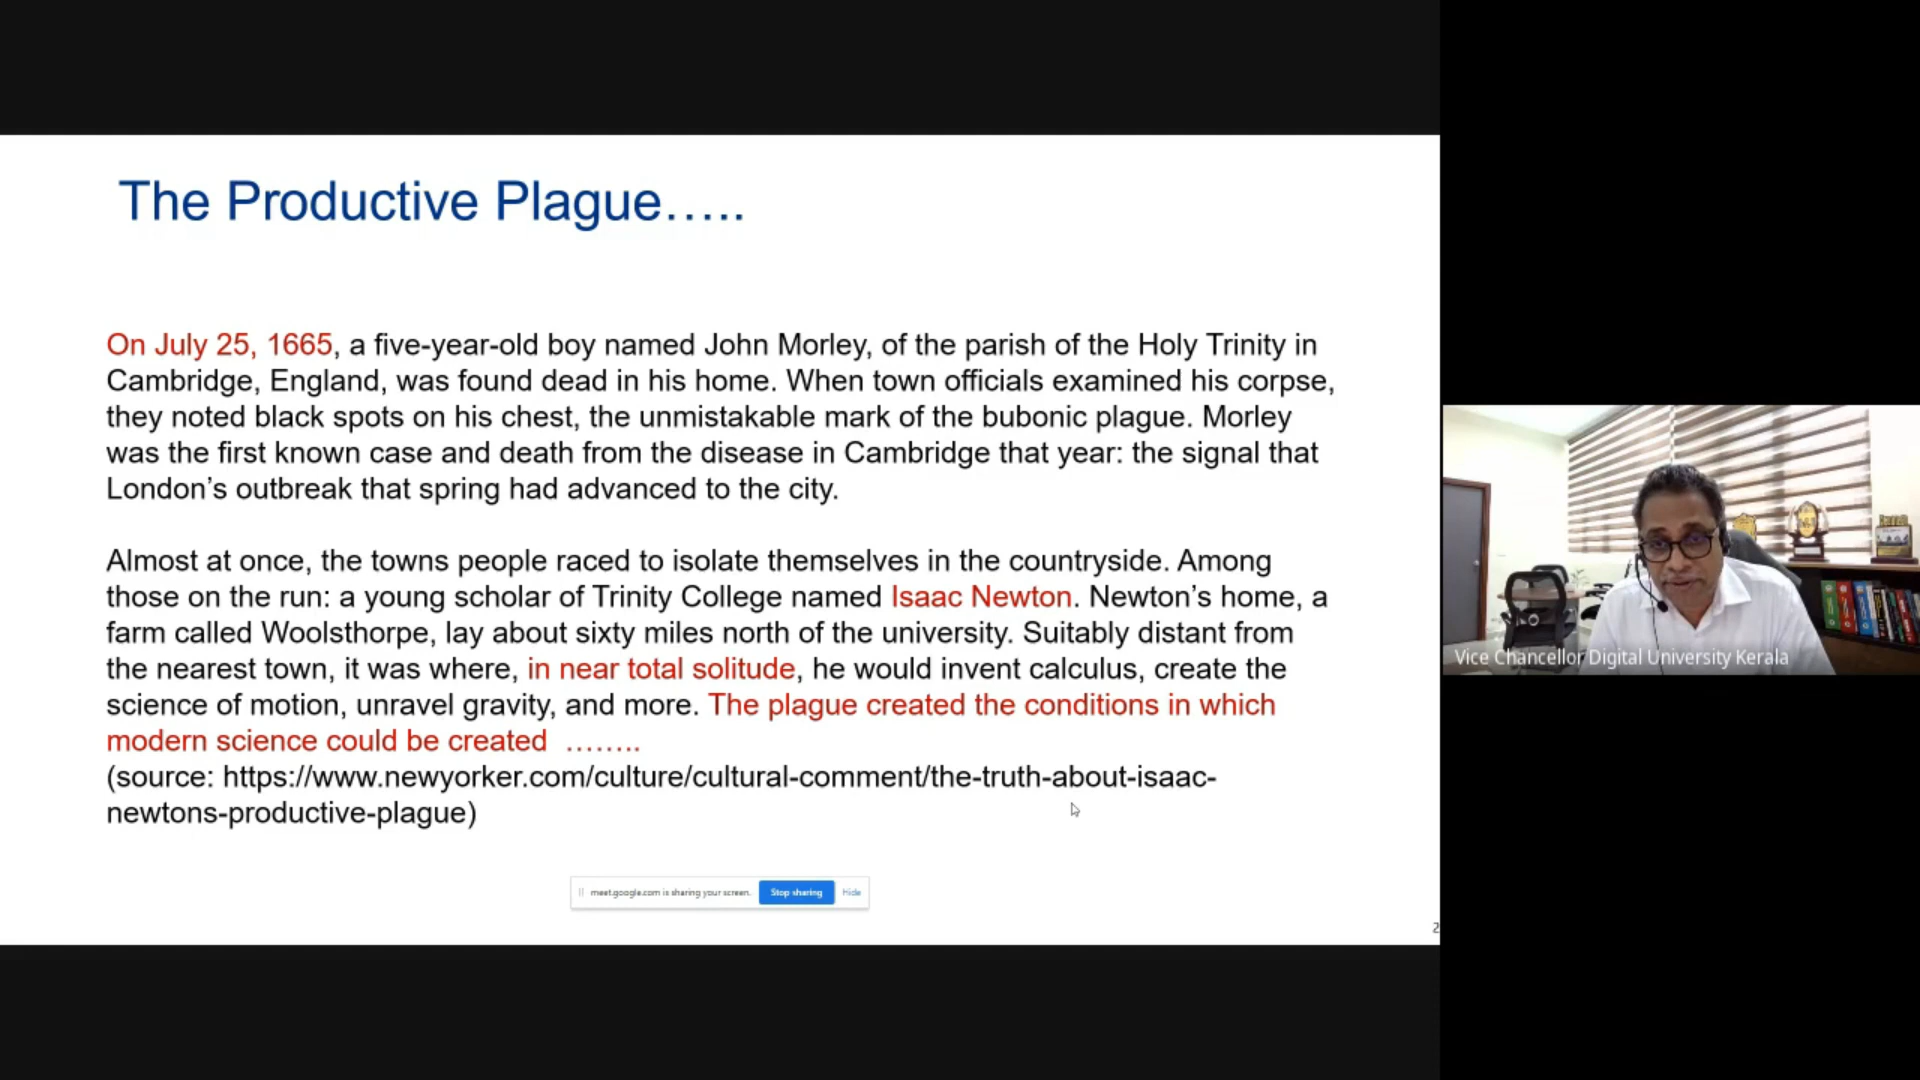 The Productive Plague…..
On July 25, 1665, a five-year-old boy named John Morley, of the parish of the Holy Trinity in
Cambridge, England, was found dead in his home. When town officials examined his corpse,
they noted black spots on his chest, the unmistakable mark of the bubonic plague. Morley
was the first known case and death from the disease in Cambridge that year: the signal that
London’s outbreak that spring had advanced to the city.
Almost at once, the towns people raced to isolate themselves in the countryside. Among
those on the run: a young scholar of Trinity College named Isaac Newton. Newton’s home, a
farm called Woolsthorpe, lay about sixty miles north of the university. Suitably distant from
the nearest town, it was where, in near total solitude, he would invent calculus, create the
science of motion, unravel gravity, and more. The plague created the conditions in which
modern science could be created ……..
(source: https://www.newyorker.com/culture/cultural-comment/the-truth-about-isaac-
newtons-productive-plague)
meet.google.com is sharing your screen. Stop sharing Hide
2
Vice Chancellor Digital University Kerala